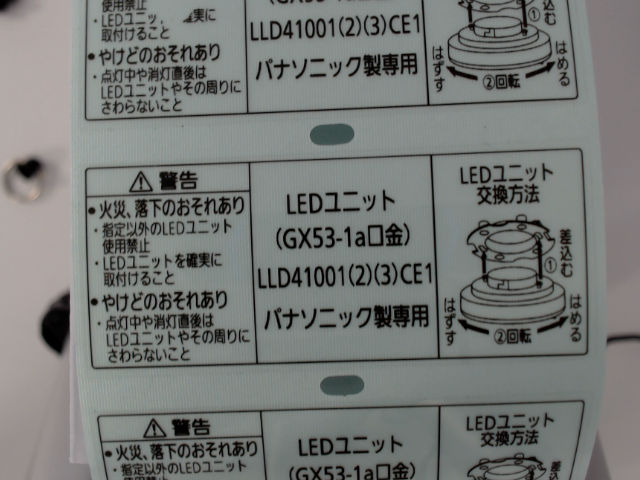 使用禁止
・LEDユニッ 確実に
取付けること
•やけどのおそれあり
・点灯中や消灯直後は
LEDユニットやその周りに
さわらないこと
(GX53-1a口金)
LLD41001(2)(3)CE1
パナソニック製専用
差込む
①
はずす
②回転
はめる
⚠警告
•火災、落下のおそれあり
・指定以外のLEDユニット
使用禁止
・LEDユニットを確実に
取付けること
•やけどのおそれあり
・点灯中や消灯直後は
LEDユニットやその周りに
さわらないこと
LEDユニット
(GX53-1a口金)
LLD41001(2)(3)CE1
パナソニック製専用
LEDユニット
交換方法
差込む
①
はずす
②回転
はめる
⚠警告
•火災、落下のおそれあり
・指定以外のLEDユニット
使用禁止
LEDユニット
(GX53-1a口金)
LEDユニット
交換方法